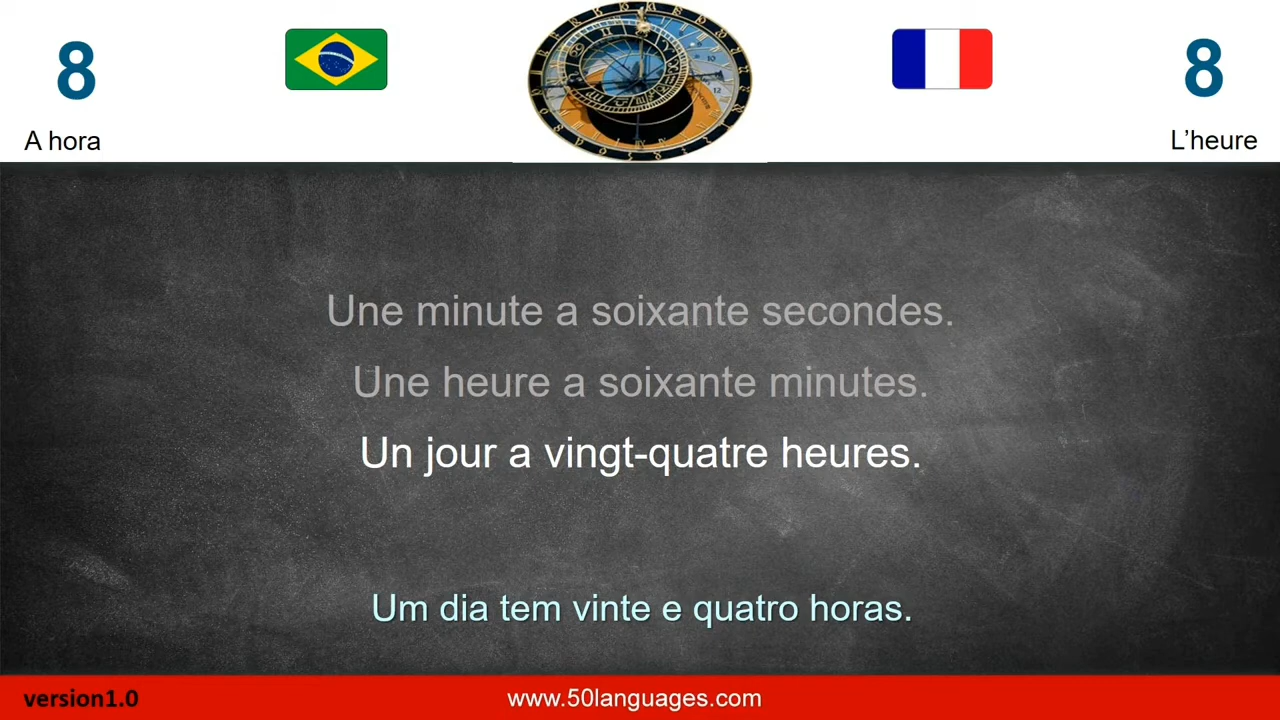 8
8
A hora
L’heure
Une minute a soixante secondes.
Une heure a soixante minutes.
Un jour a vingt-quatre heures.
Um dia tem vinte e quatro horas.
version1.0
www.50languages.com